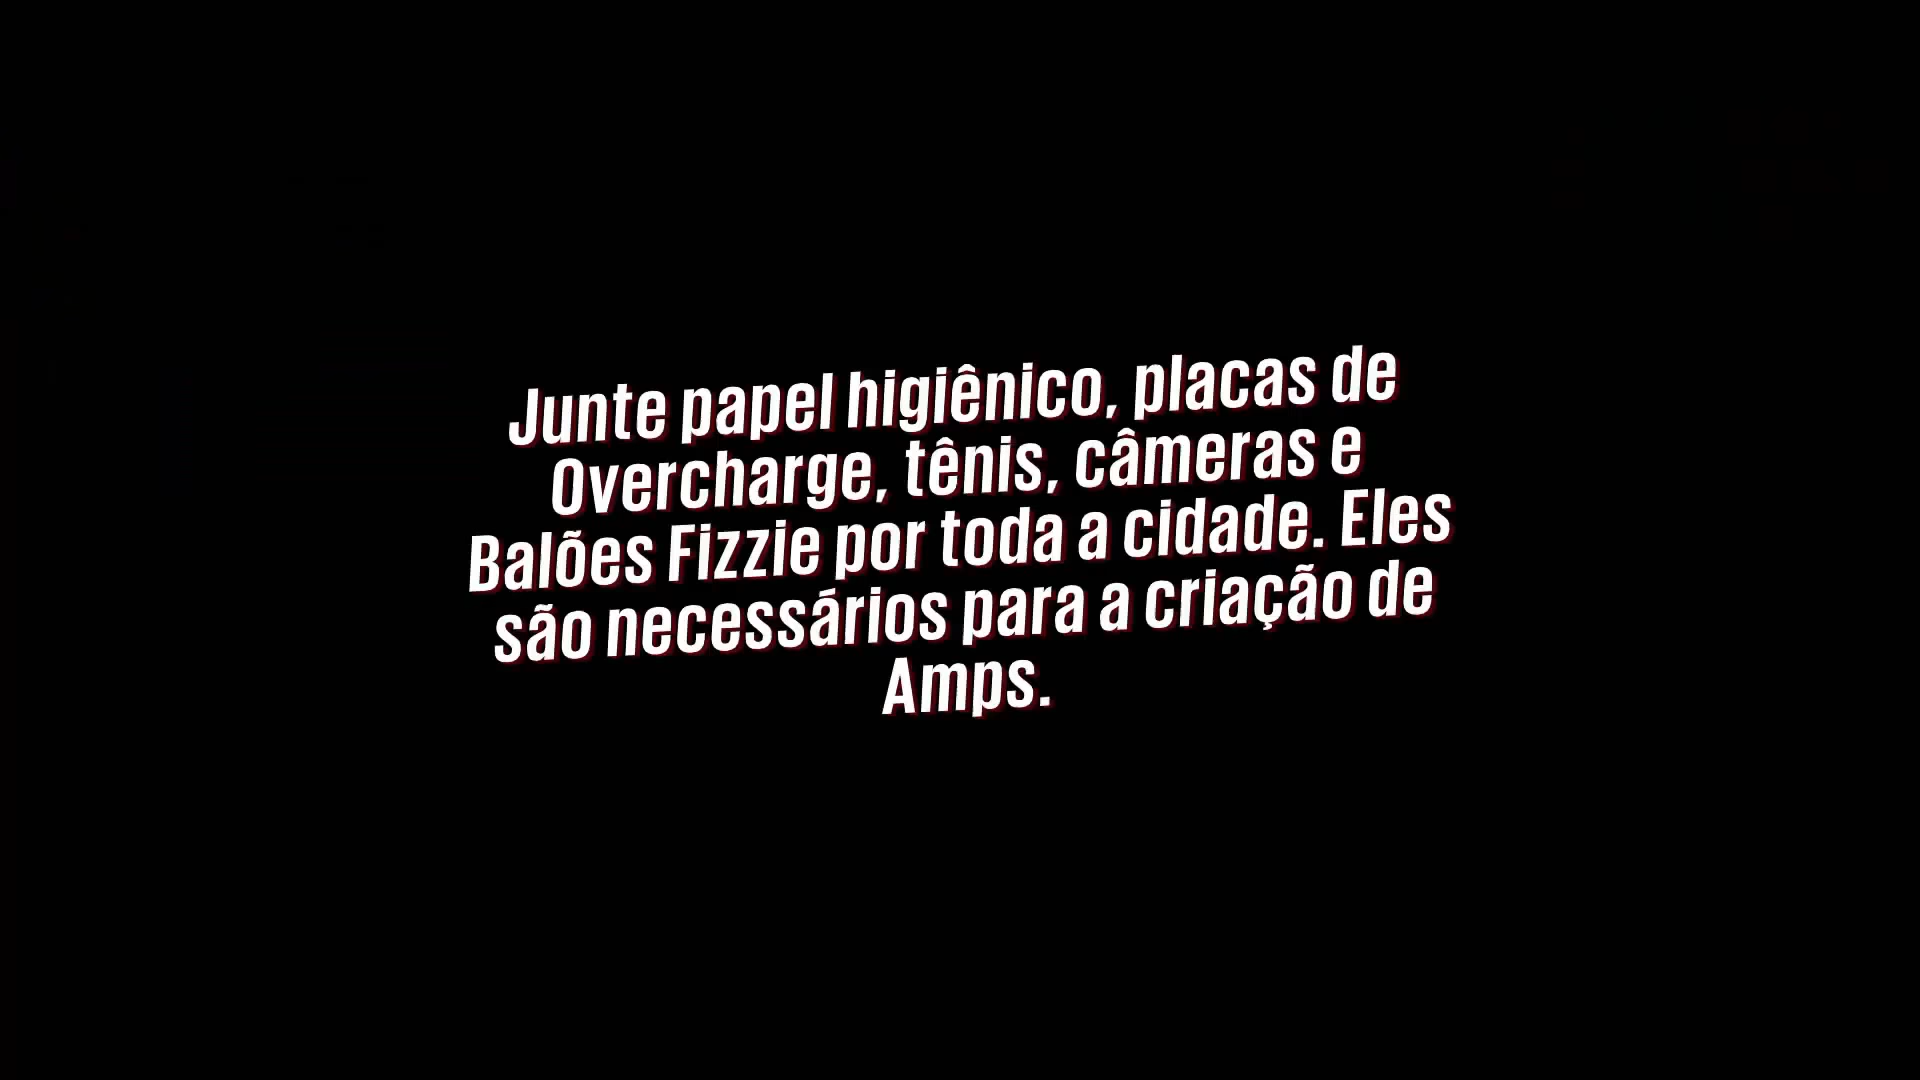 Junte papel higiênico, placas de
Overcharge, tênis, câmeras e
Balões Fizzie por toda a cidade. Eles
são necessários para a criação de
Amps.